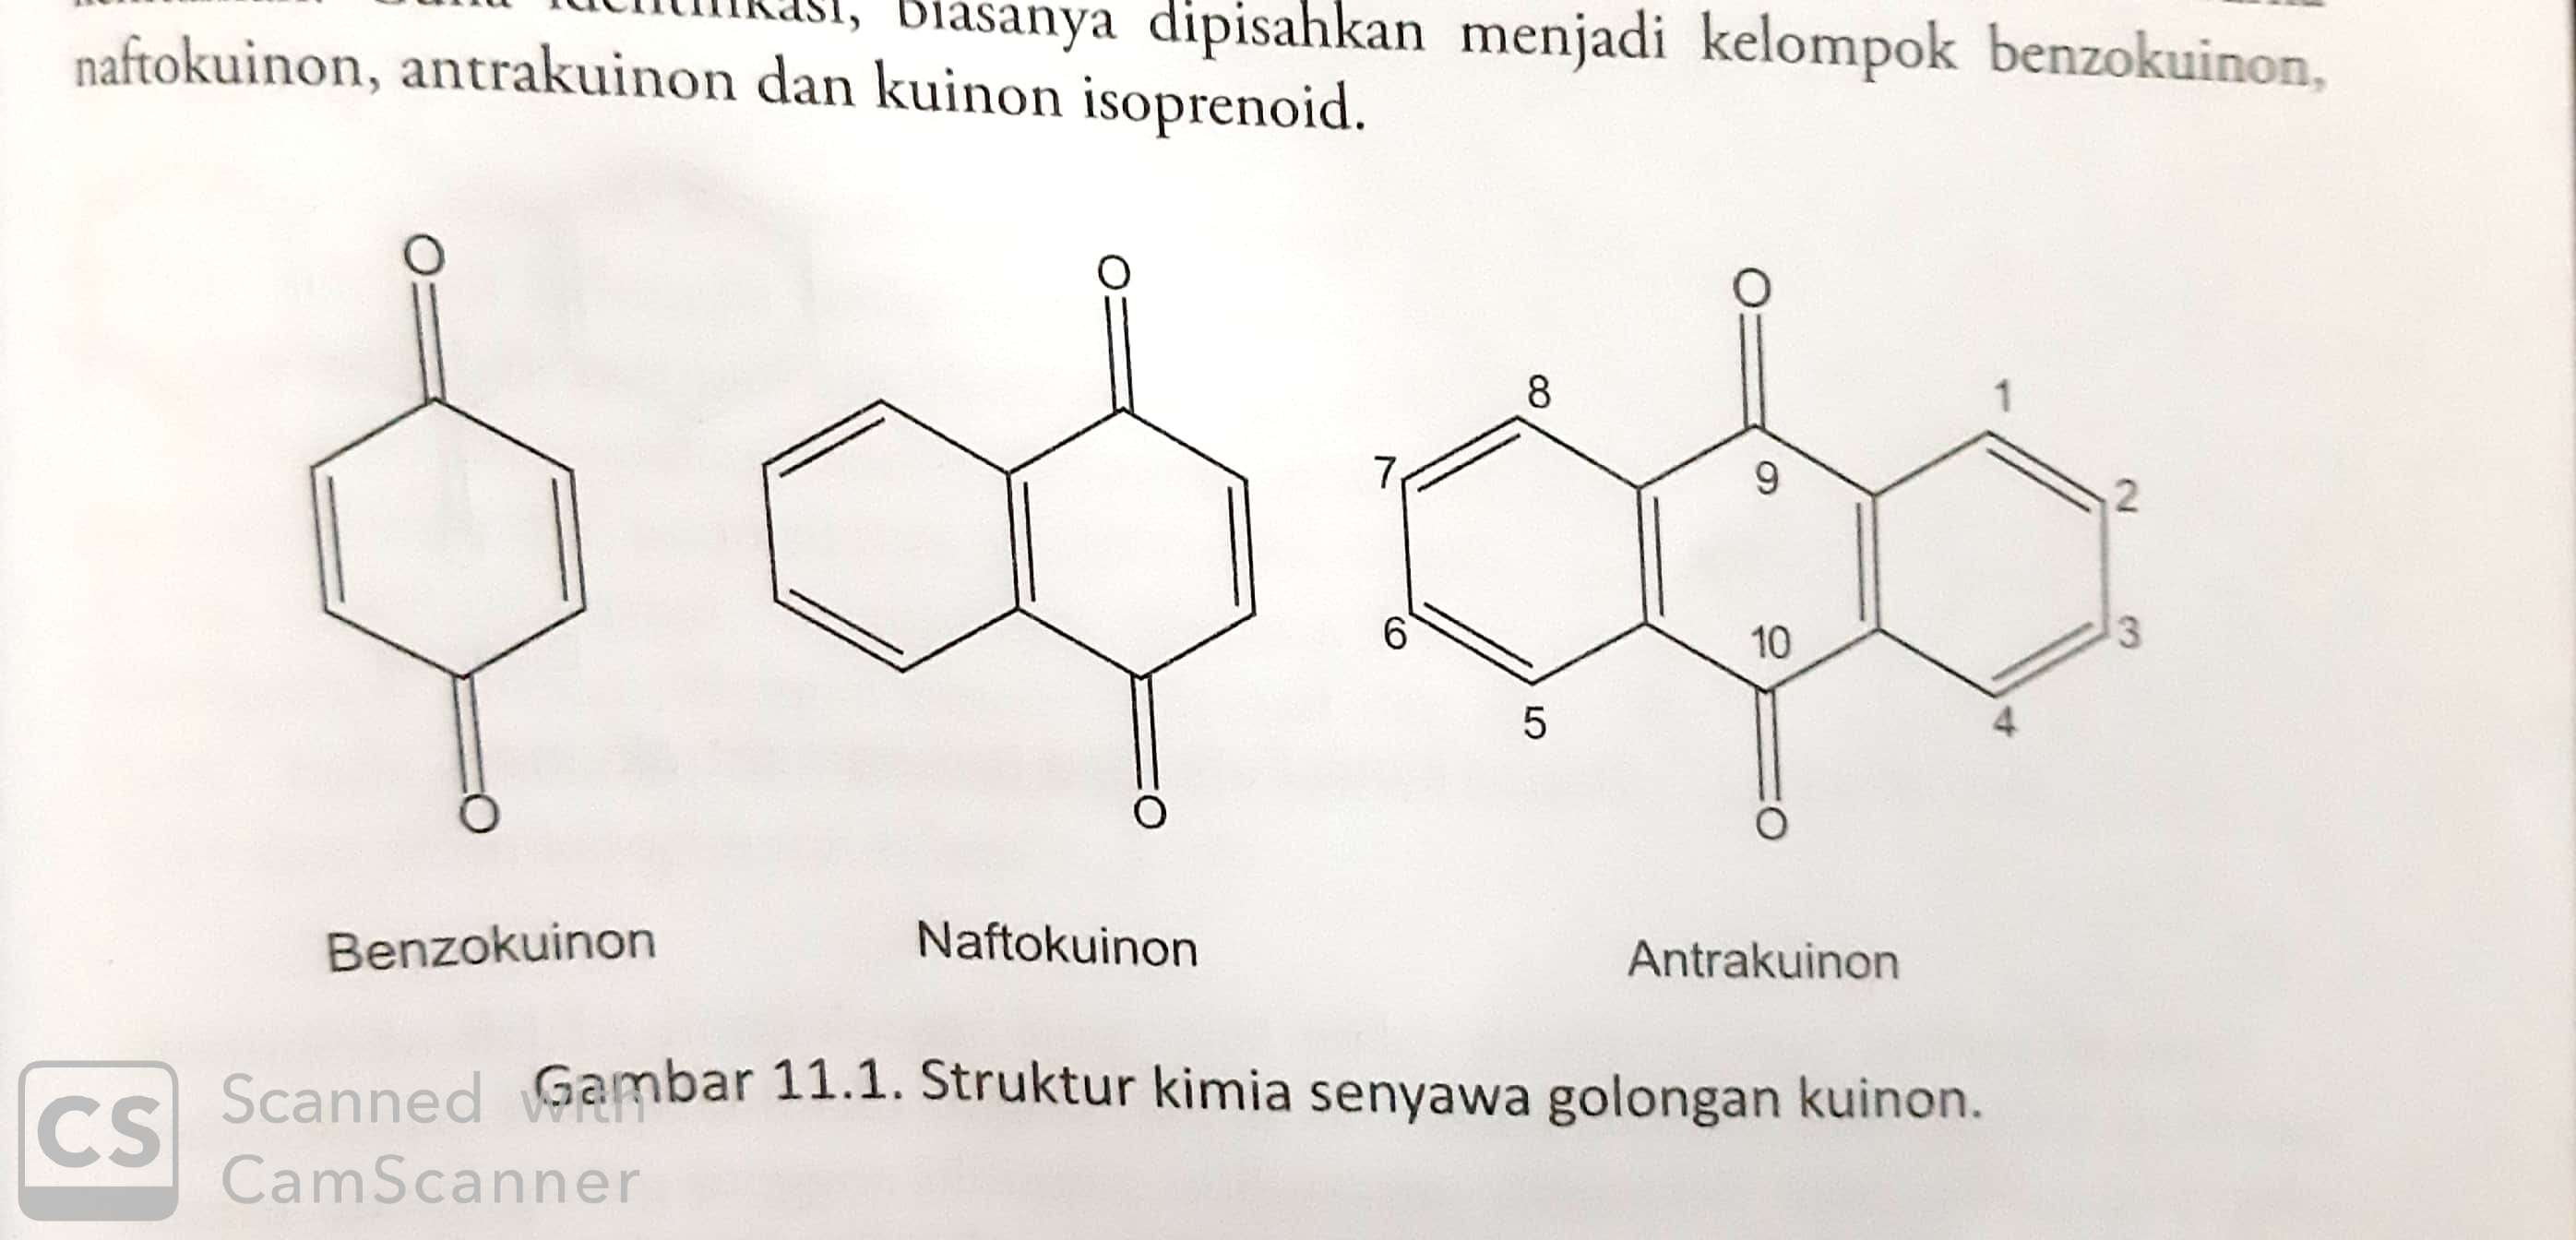 identifikasi, biasanya dipisahkan menjadi kelompok benzokuinon,
naftokuinon, antrakuinon dan kuinon isoprenoid.
O O O
8 1
7 9 2
6 10 3
5 4
O O O
Benzokuinon Naftokuinon Antrakuinon
Gambar 11.1. Struktur kimia senyawa golongan kuinon.
CS Scanned with
CamScanner